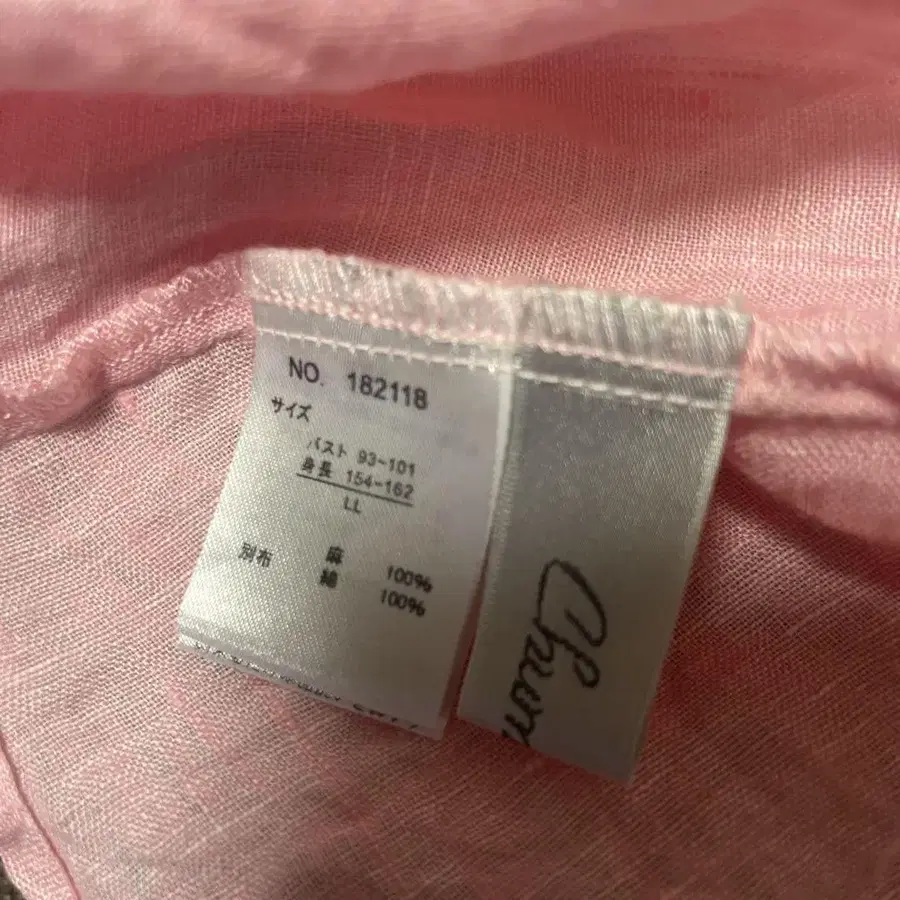 NO. 182118
サイズ
バスト 93-101
身長 154-162
LL
麻 100%
別布 綿 100%